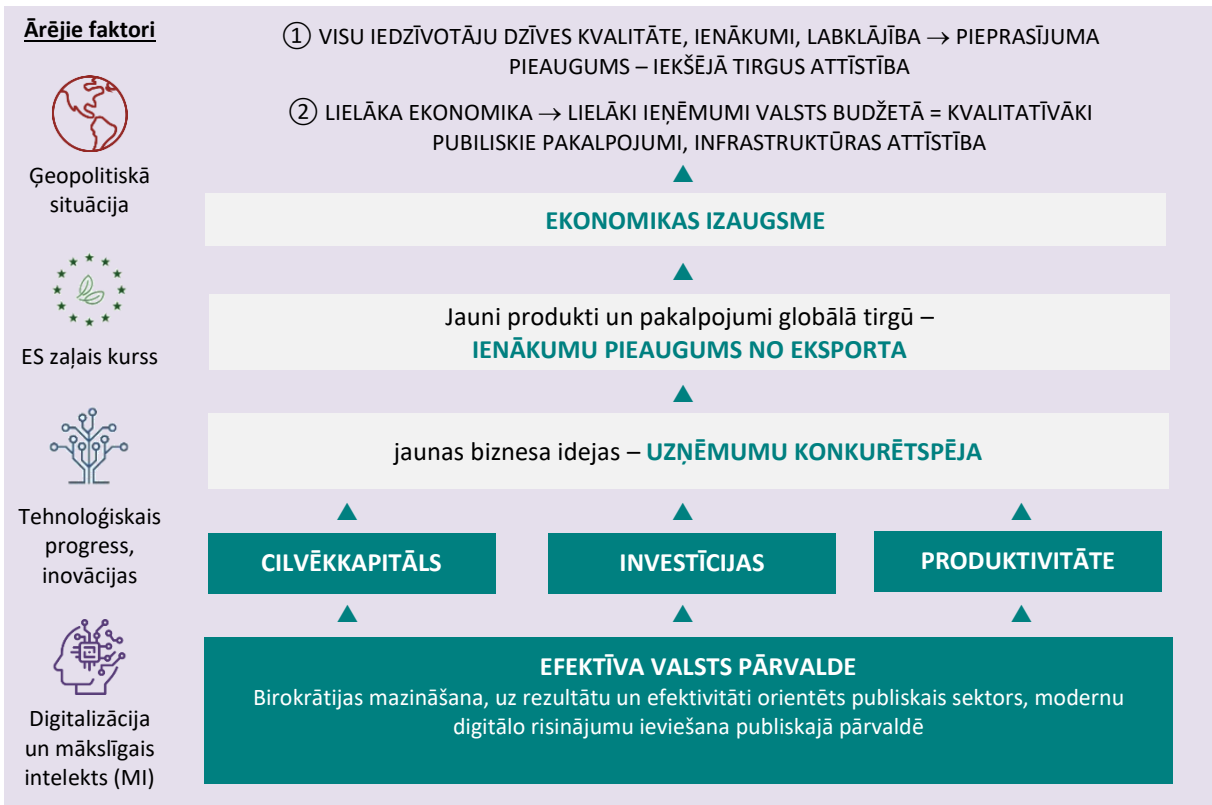 Ārējie faktori
Ģeopolitiskā
situācija
ES zaļais kurss
Tehnoloģiskais
progress,
inovācijas
Digitalizācija
un mākslīgais
intelekts (MI)
① VISU IEDZĪVOTĀJU DZĪVES KVALITĀTE, IENĀKUMI, LABKLĀJĪBA → PIEPRASĪJUMA
PIEAUGUMS – IEKŠĒJĀ TIRGUS ATTĪSTĪBA
② LIELĀKA EKONOMIKA → LIELĀKI IEŅĒMUMI VALSTS BUDŽETĀ = KVALITATĪVĀKI
PUBILISKIE PAKALPOJUMI, INFRASTRUKTŪRAS ATTĪSTĪBA
EKONOMIKAS IZAUGSME
Jauni produkti un pakalpojumi globālā tirgū –
IENĀKUMU PIEAUGUMS NO EKSPORTA
jaunas biznesa idejas – UZŅĒMUMU KONKURĒTSPĒJA
CILVĒKKAPITĀLS
INVESTĪCIJAS
PRODUKTIVITĀTE
EFEKTĪVA VALSTS PĀRVALDE
Birokrātijas mazināšana, uz rezultātu un efektivitāti orientēts publiskais sektors, modernu
digitālo risinājumu ieviešana publiskajā pārvaldē